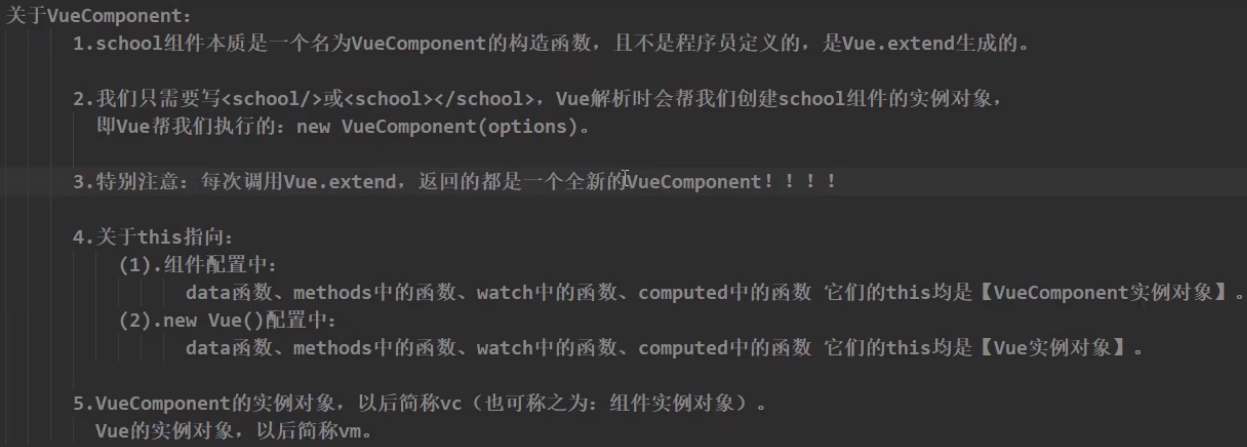 关于VueComponent：
1.school组件本质是一个名为VueComponent的构造函数，且不是程序员定义的，是Vue.extend生成的。
2.我们只需要写<school/>或<school></school>，Vue解析时会帮我们创建school组件的实例对象，
即Vue帮我们执行的：new VueComponent(options)。
3.特别注意：每次调用Vue.extend，返回的都是一个全新的VueComponent！！！！
4.关于this指向：
(1).组件配置中：
data函数、methods中的函数、watch中的函数、computed中的函数 它们的this均是【VueComponent实例对象】。
(2).new Vue()配置中：
data函数、methods中的函数、watch中的函数、computed中的函数 它们的this均是【Vue实例对象】。
5.VueComponent的实例对象，以后简称vc（也可称之为：组件实例对象）。
Vue的实例对象，以后简称vm。